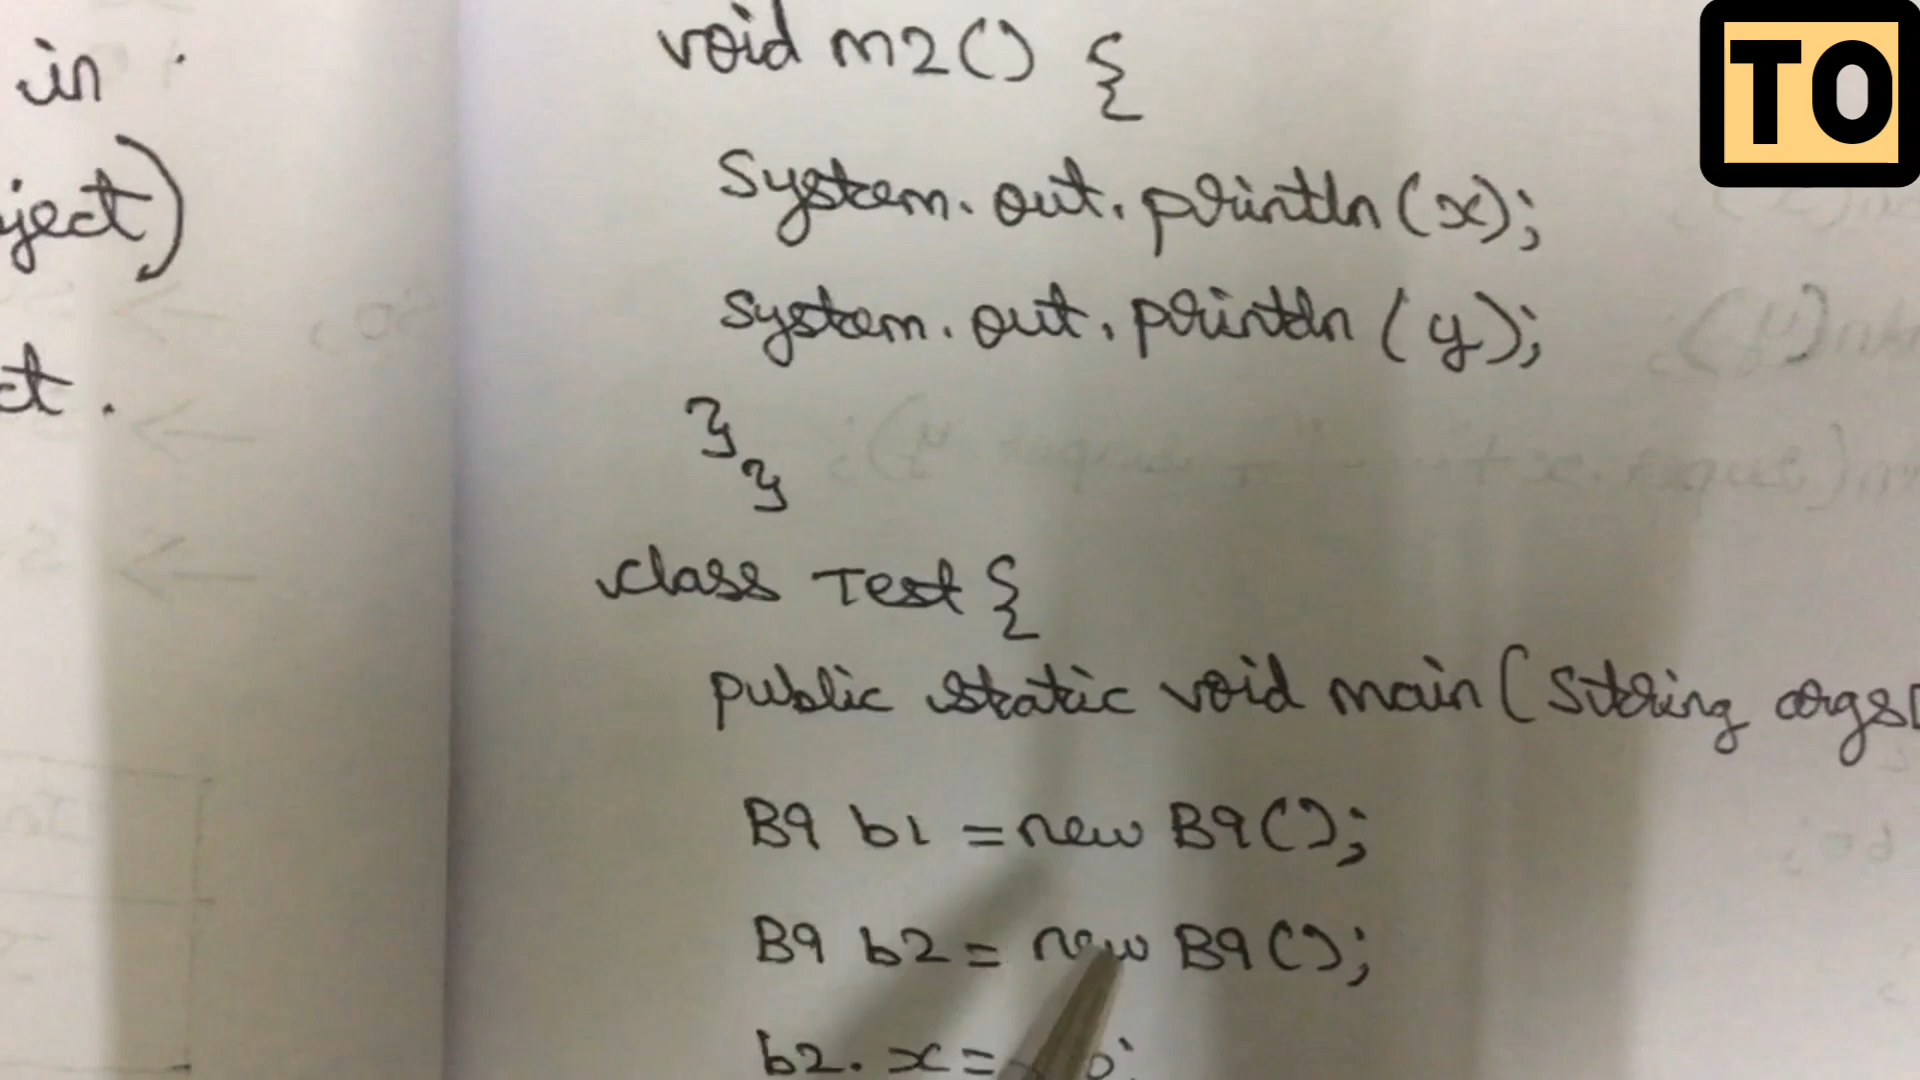 in
ject)
ct.
void m2() {
System.out.println(x);
System.out.println(y);
}
}
class Test {
public static void main(String args[
B9 b1 = new B9();
B9 b2 = new B9();
b2.x =
TO